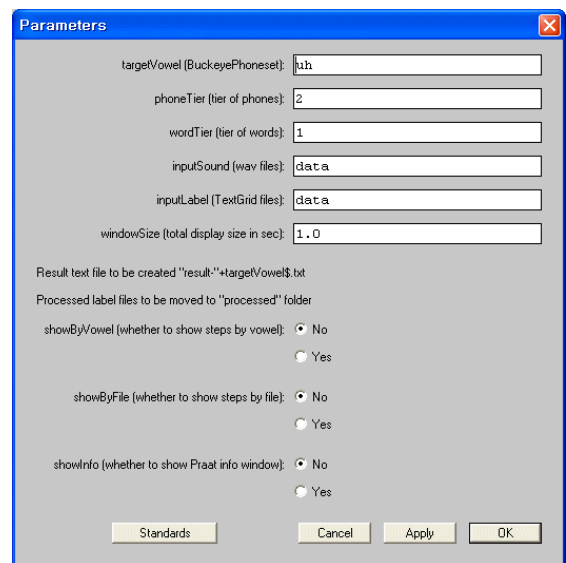 Parameters
targetVowel (BuckeyePhoneset): uh
phoneTier (tier of phones): 2
wordTier (tier of words): 1
inputSound (wav files): data
inputLabel (TextGrid files): data
windowSize (total display size in sec): 1.0
Result text file to be created "result-"+targetVowel$.txt
Processed label files to be moved to "processed" folder
showByVowel (whether to show steps by vowel): No
Yes
showByFile (whether to show steps by file): No
Yes
showInfo (whether to show Praat info window): No
Yes
Standards Cancel Apply OK